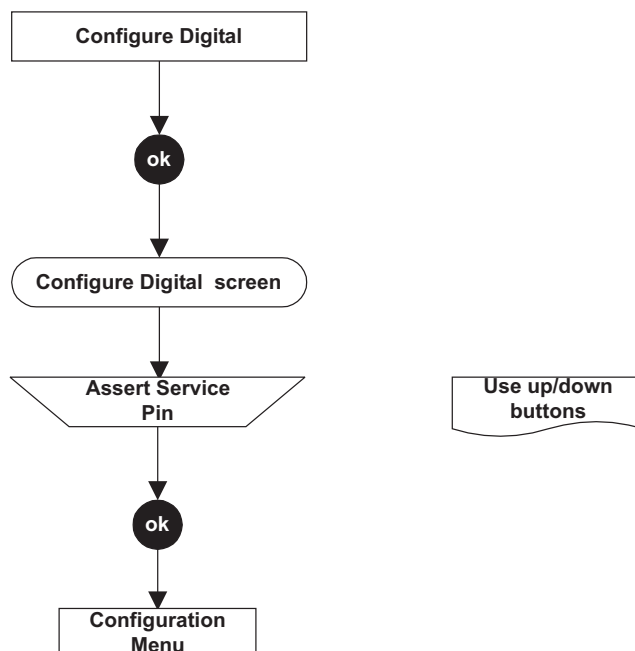 Configure Digital
ok
Configure Digital screen
Assert Service
Pin
Use up/down
buttons
ok
Configuration
Menu